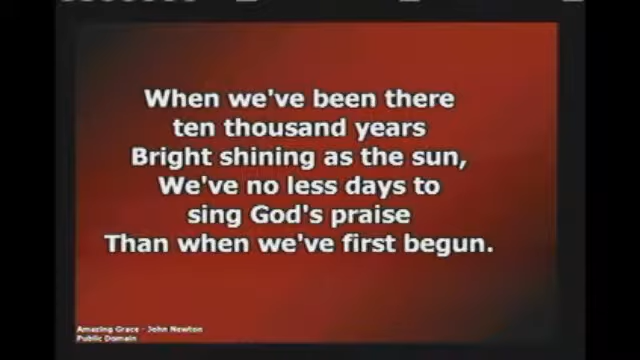 When we've been there
ten thousand years
Bright shining as the sun,
We've no less days to
sing God's praise
Than when we've first begun.
Amazing Grace - John Newton
Public Domain